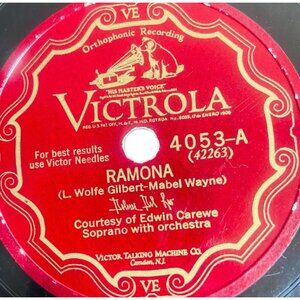 VE
Orthophonic Recording
"HIS MASTER'S VOICE"
VICTROLA
For best results
use Victor Needles
4053-A
(42263)
RAMONA
(L. Wolfe Gilbert-Mabel Wayne)
Courtesy of Edwin Carewe
Soprano with orchestra
VICTOR TALKING MACHINE CO.
Camden, N.J.
VE